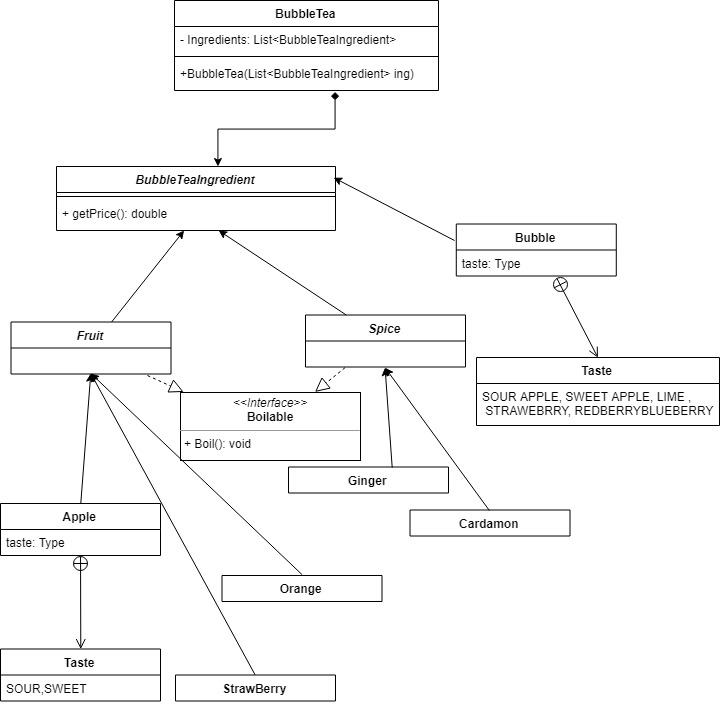 BubbleTea
- Ingredients: List<BubbleTeaIngredient>
+BubbleTea(List<BubbleTeaIngredient> ing)
BubbleTeaIngredient
+ getPrice(): double
Bubble
taste: Type
Fruit
Spice
<<Interface>>
Boilable
+ Boil(): void
Taste
SOUR APPLE, SWEET APPLE, LIME ,
STRAWEBRRY, REDBERRYBLUEBERRY
Ginger
Cardamon
Apple
taste: Type
Orange
Taste
SOUR,SWEET
StrawBerry